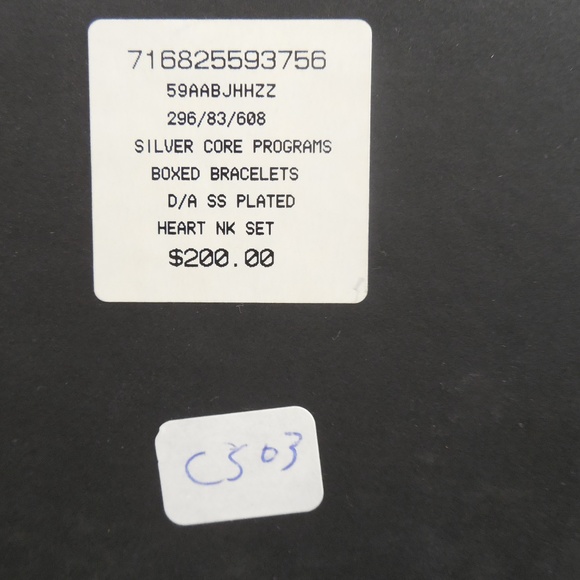 716825593756
59AABJHHZZ
296/83/608
SILVER CORE PROGRAMS
BOXED BRACELETS
D/A SS PLATED
HEART NK SET
$200.00
C503